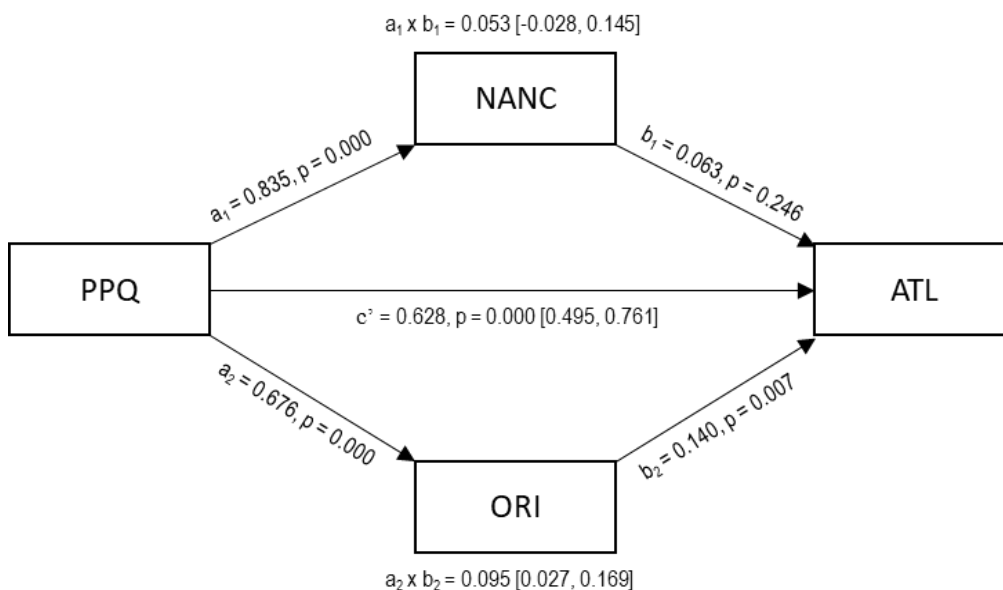 a₁ x b₁ = 0.053 [-0.028, 0.145]
NANC
a₁ = 0.835, p = 0.000
b₁ = 0.063, p = 0.246
PPQ
ATL
c’ = 0.628, p = 0.000 [0.495, 0.761]
a₂ = 0.676, p = 0.000
b₂ = 0.140, p = 0.007
ORI
a₂ x b₂ = 0.095 [0.027, 0.169]